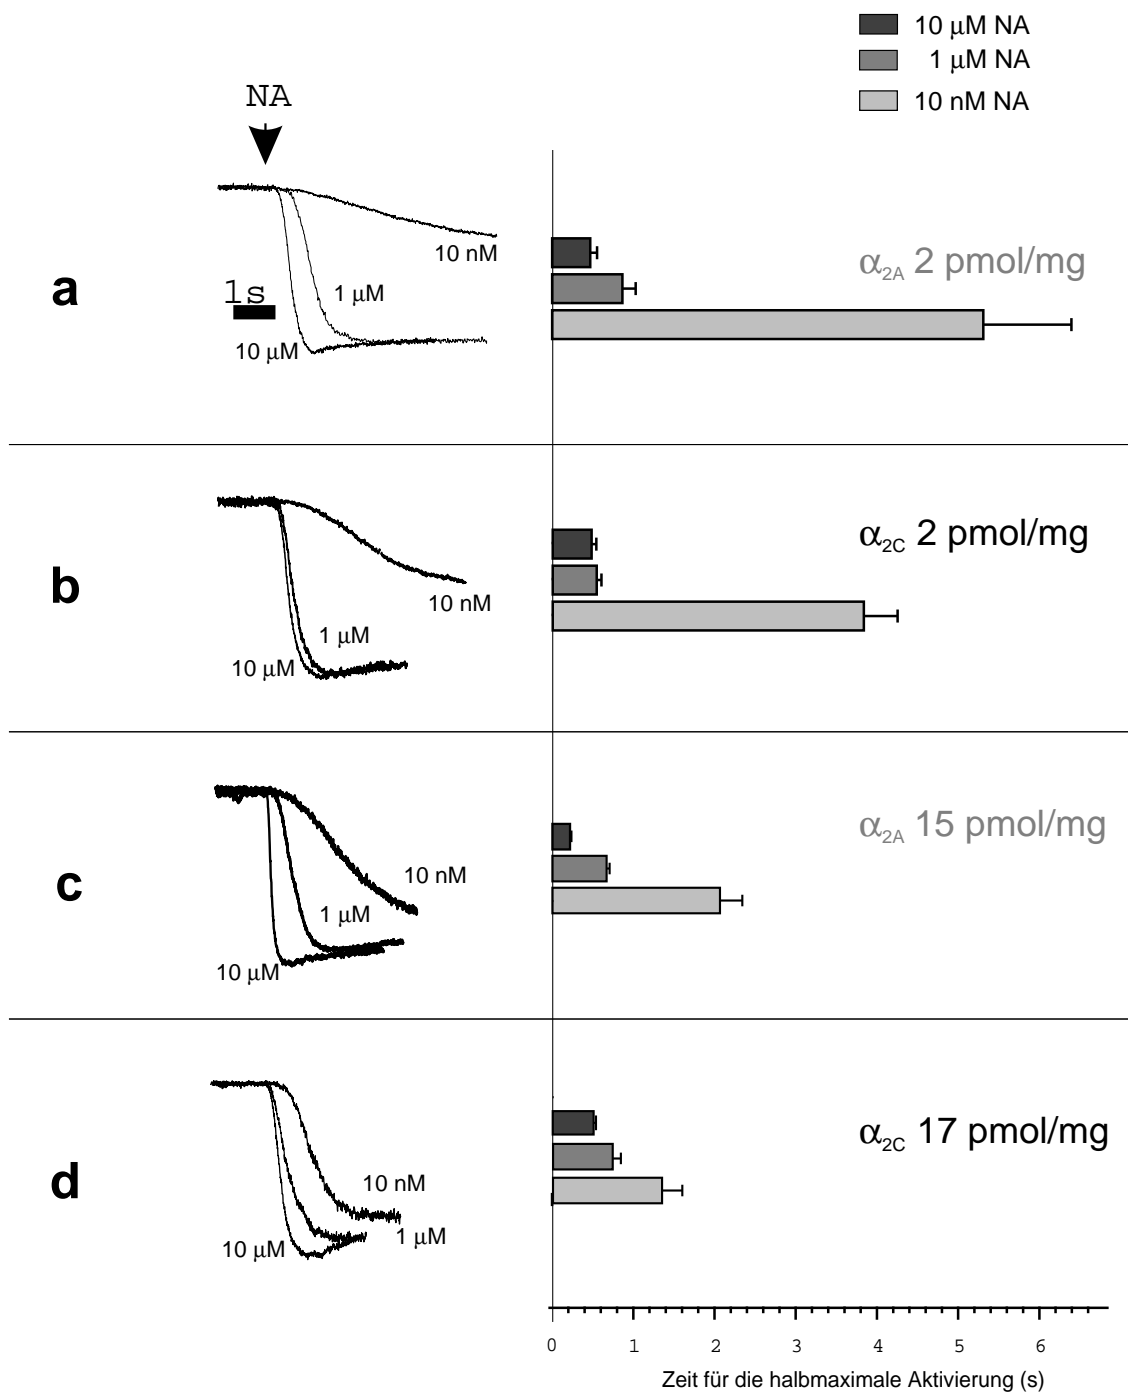 10 μM NA
1 μM NA
10 nM NA
NA
a
10 nM
1s
1 μM
10 μM
α2A 2 pmol/mg
b
10 nM
1 μM
10 μM
α2C 2 pmol/mg
c
10 nM
1 μM
10 μM
α2A 15 pmol/mg
d
10 nM
1 μM
10 μM
α2C 17 pmol/mg
0 1 2 3 4 5 6
Zeit für die halbmaximale Aktivierung (s)